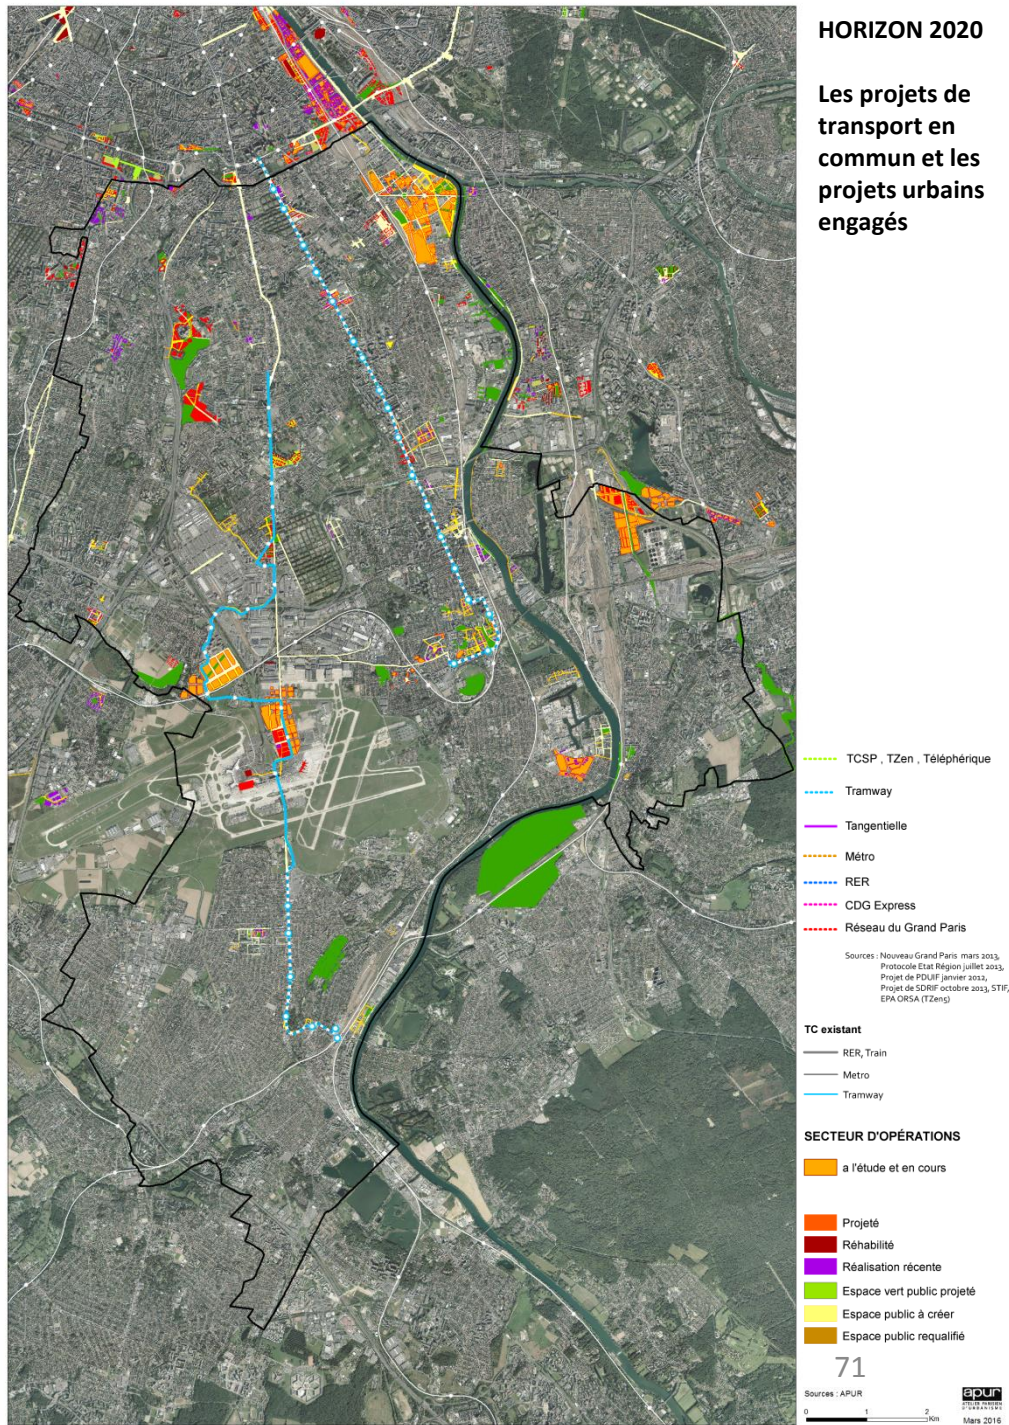 HORIZON 2020
Les projets de
transport en
commun et les
projets urbains
engagés
TCSP , TZen , Téléphérique
Tramway
Tangentielle
Métro
RER
CDG Express
Réseau du Grand Paris
Sources : Nouveau Grand Paris mars 2013,
Protocole Etat Région juillet 2013,
Projet de PDUIF janvier 2012,
Projet de SDRIF octobre 2013, STIF,
EPA ORSA (TZen5)
TC existant
RER, Train
Metro
Tramway
SECTEUR D'OPÉRATIONS
a l'étude et en cours
Projeté
Réhabilité
Réalisation récente
Espace vert public projeté
Espace public à créer
Espace public requalifié
71
Sources : APUR
apur
ATELIER PARISIEN
D'URBANISME
0 1 2
Km
Mars 2016